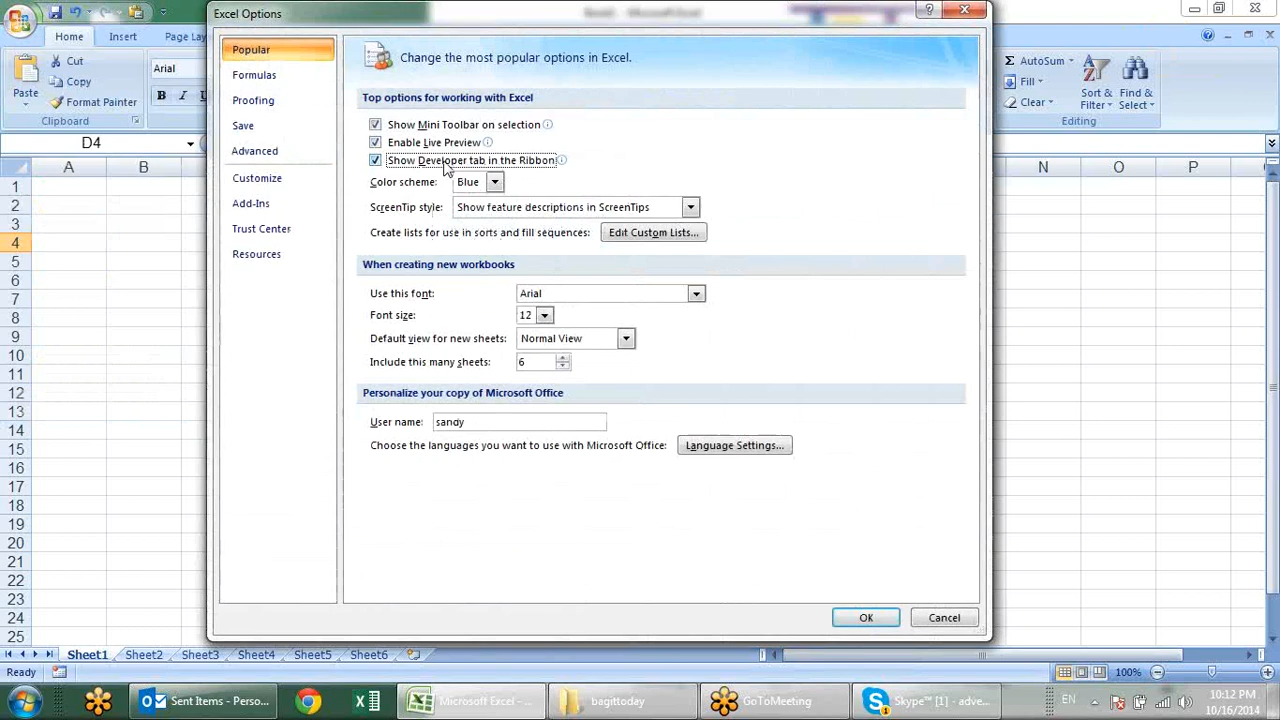 Excel Options
Home Insert Page Lay
Popular
Formulas
Proofing
Save
Advanced
Customize
Add-Ins
Trust Center
Resources
Change the most popular options in Excel.
Top options for working with Excel
Show Mini Toolbar on selection
Enable Live Preview
Show Developer tab in the Ribbon
Color scheme: Blue
ScreenTip style: Show feature descriptions in ScreenTips
Create lists for use in sorts and fill sequences: Edit Custom Lists...
When creating new workbooks
Use this font: Arial
Font size: 12
Default view for new sheets: Normal View
Include this many sheets: 6
Personalize your copy of Microsoft Office
User name: sandy
Choose the languages you want to use with Microsoft Office: Language Settings...
OK Cancel
Paste
Cut
Copy
Format Painter
Clipboard
Arial
B I U
AutoSum
Fill
Clear
Sort & Filter
Find & Select
Editing
D4
A B N O P
1
2
3
4
5
6
7
8
9
10
11
12
13
14
15
16
17
18
19
20
21
22
23
24
25
Sheet1 Sheet2 Sheet3 Sheet4 Sheet5 Sheet6
Ready 100%
Sent Items - Perso... Microsoft Excel - ... bagittoday GoToMeeting Skype™ [1] - adve... EN 10:12 PM
10/16/2014